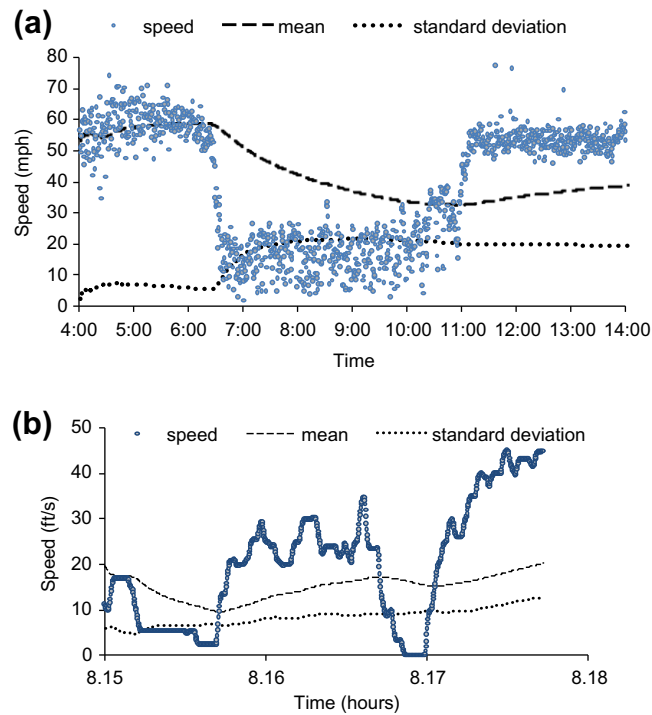 (a)
speed mean standard deviation
80
70
60
50
40
30
20
10
0
Speed (mph)
4:00 5:00 6:00 7:00 8:00 9:00 10:00 11:00 12:00 13:00 14:00
Time
(b)
speed mean standard deviation
50
40
30
20
10
0
Speed (ft/s)
8.15 8.16 8.17 8.18
Time (hours)